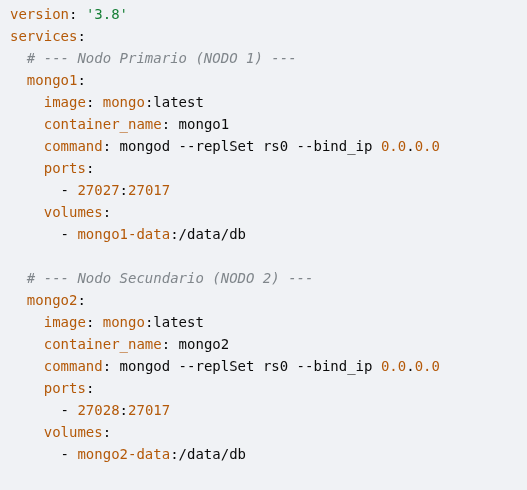 version: '3.8'
services:
  # --- Nodo Primario (NODO 1) ---
  mongo1:
    image: mongo:latest
    container_name: mongo1
    command: mongod --replSet rs0 --bind_ip 0.0.0.0
    ports:
      - 27027:27017
    volumes:
      - mongo1-data:/data/db

  # --- Nodo Secundario (NODO 2) ---
  mongo2:
    image: mongo:latest
    container_name: mongo2
    command: mongod --replSet rs0 --bind_ip 0.0.0.0
    ports:
      - 27028:27017
    volumes:
      - mongo2-data:/data/db